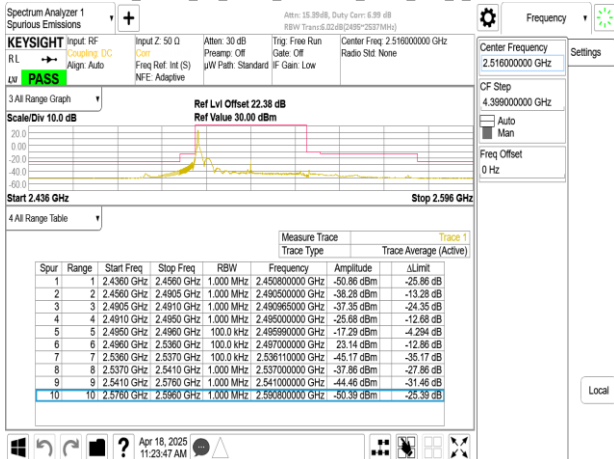 Spectrum Analyzer 1
Spurious Emissions
Attn: 15.39dB, Duty Corr: 6.99 dB
RBW Trans:6.02dB(2495*2537MHz)
Frequency
KEYSIGHT
Input: RF
Coupling: DC
Align: Auto
Input Z: 50 Ω
Corr
Freq Ref: Int (S)
NFE: Adaptive
Atten: 30 dB
Preamp: Off
µW Path: Standard
Trig: Free Run
Gate: Off
IF Gain: Low
Center Freq: 2.516000000 GHz
Radio Std: None
RL
LXI
PASS
Center Frequency
2.516000000 GHz
Settings
CF Step
4.399000000 GHz
Auto
Man
Freq Offset
0 Hz
3 All Range Graph
Scale/Div 10.0 dB
Ref Lvl Offset 22.38 dB
Ref Value 30.00 dBm
20.0
0.00
-20.0
-40.0
-60.0
Start 2.436 GHz
Stop 2.596 GHz
4 All Range Table
Measure Trace Trace 1
Trace Type Trace Average (Active)
Spur Range Start Freq Stop Freq RBW Frequency Amplitude ΔLimit
1 1 2.4360 GHz 2.4560 GHz 1.000 MHz 2.450800000 GHz -50.86 dBm -25.86 dB
2 2 2.4560 GHz 2.4905 GHz 1.000 MHz 2.490500000 GHz -38.28 dBm -13.28 dB
3 3 2.4905 GHz 2.4910 GHz 1.000 MHz 2.490965000 GHz -37.35 dBm -24.35 dB
4 4 2.4910 GHz 2.4950 GHz 1.000 MHz 2.495000000 GHz -25.68 dBm -12.68 dB
5 5 2.4950 GHz 2.4960 GHz 100.0 kHz 2.495990000 GHz -17.29 dBm -4.294 dB
6 6 2.4960 GHz 2.5360 GHz 100.0 kHz 2.497000000 GHz 23.14 dBm -12.86 dB
7 7 2.5360 GHz 2.5370 GHz 100.0 kHz 2.536110000 GHz -45.17 dBm -35.17 dB
8 8 2.5370 GHz 2.5410 GHz 1.000 MHz 2.537000000 GHz -37.86 dBm -27.86 dB
9 9 2.5410 GHz 2.5760 GHz 1.000 MHz 2.541000000 GHz -44.46 dBm -31.46 dB
10 10 2.5760 GHz 2.5960 GHz 1.000 MHz 2.590800000 GHz -50.39 dBm -25.39 dB
Local
Apr 18, 2025
11:23:47 AM